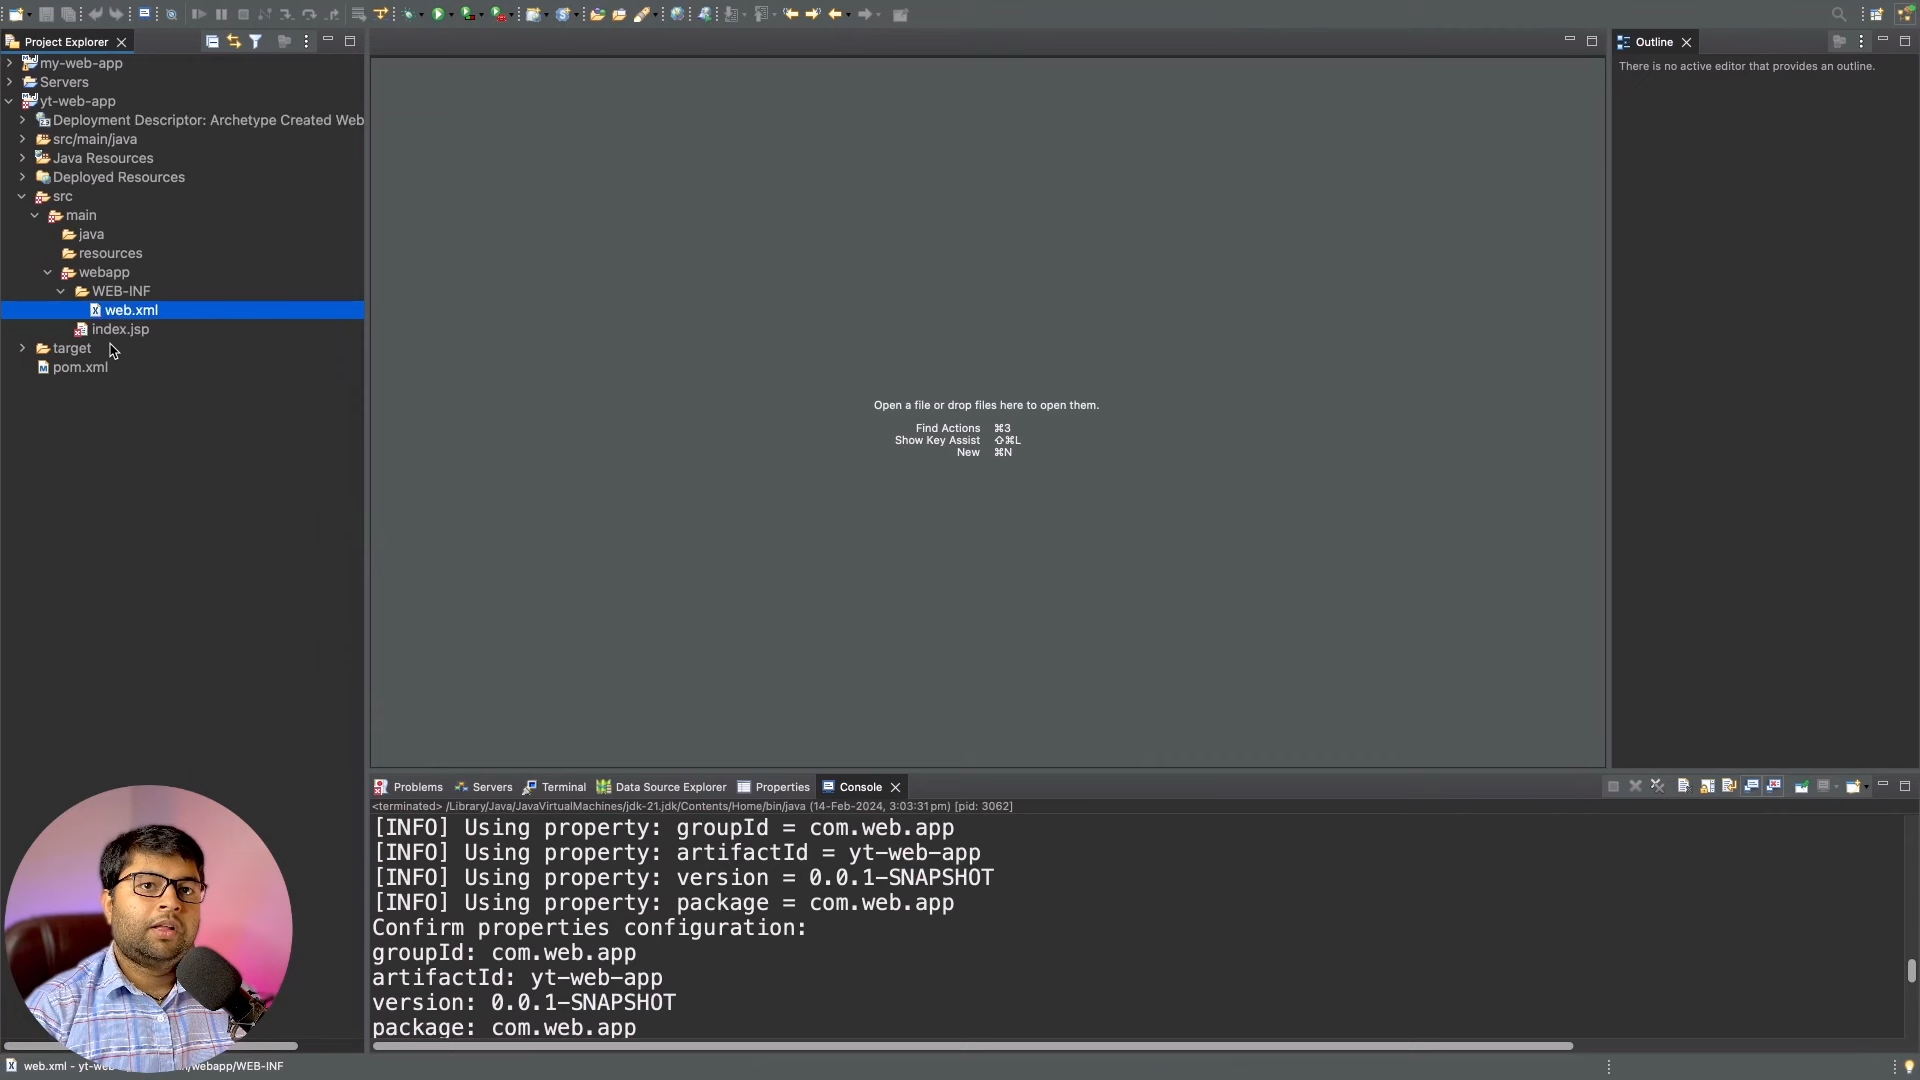 Project Explorer
my-web-app
Servers
yt-web-app
Deployment Descriptor: Archetype Created Web
src/main/java
Java Resources
Deployed Resources
src
main
java
resources
webapp
WEB-INF
web.xml
index.jsp
target
pom.xml
Open a file or drop files here to open them.
Find Actions ⌘3
Show Key Assist ⇧⌘L
New ⌘N
Outline
There is no active editor that provides an outline.
Problems Servers Terminal Data Source Explorer Properties Console
<terminated> /Library/Java/JavaVirtualMachines/jdk-21.jdk/Contents/Home/bin/java (14-Feb-2024, 3:03:31 pm) [pid: 3062]
[INFO] Using property: groupId = com.web.app
[INFO] Using property: artifactId = yt-web-app
[INFO] Using property: version = 0.0.1-SNAPSHOT
[INFO] Using property: package = com.web.app
Confirm properties configuration:
groupId: com.web.app
artifactId: yt-web-app
version: 0.0.1-SNAPSHOT
package: com.web.app
web.xml - yt-web /webapp/WEB-INF